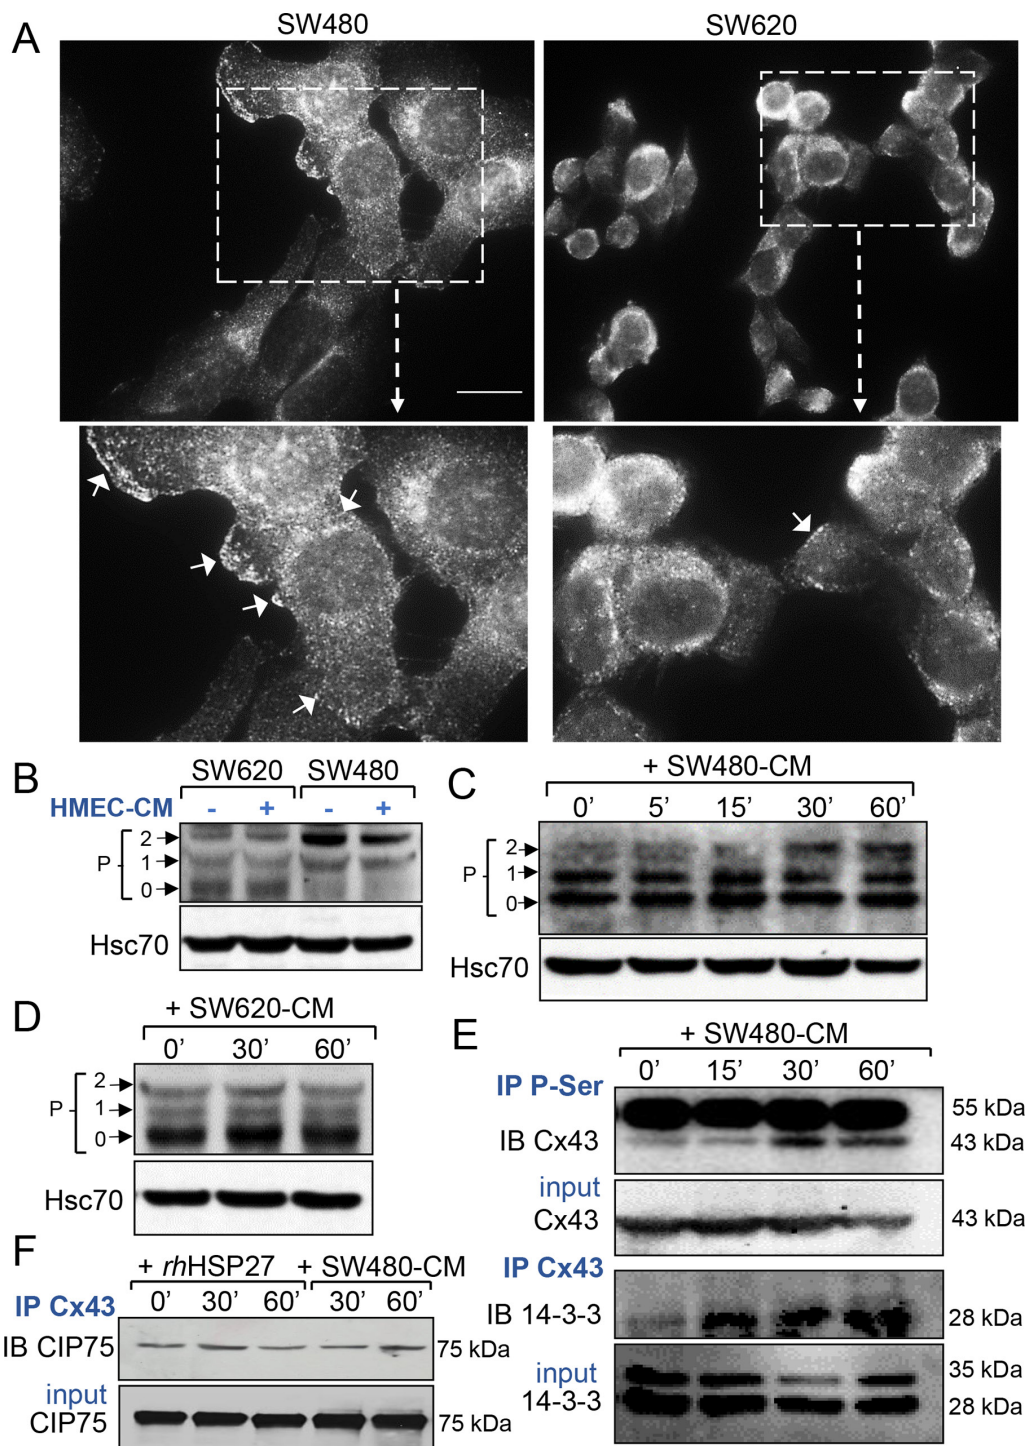 A
SW480
SW620
B
SW620 SW480
HMEC-CM - + - +
P 2
1
0
Hsc70
C
+ SW480-CM
0’ 5’ 15’ 30’ 60’
P 2
1
0
Hsc70
D
+ SW620-CM
0’ 30’ 60’
P 2
1
0
Hsc70
E
+ SW480-CM
0’ 15’ 30’ 60’
IP P-Ser
55 kDa
IB Cx43 43 kDa
input
Cx43 43 kDa
IP Cx43
IB 14-3-3 28 kDa
input 35 kDa
14-3-3 28 kDa
F
+ rhHSP27 + SW480-CM
IP Cx43 0’ 30’ 60’ 30’ 60’
IB CIP75 75 kDa
input
CIP75 75 kDa